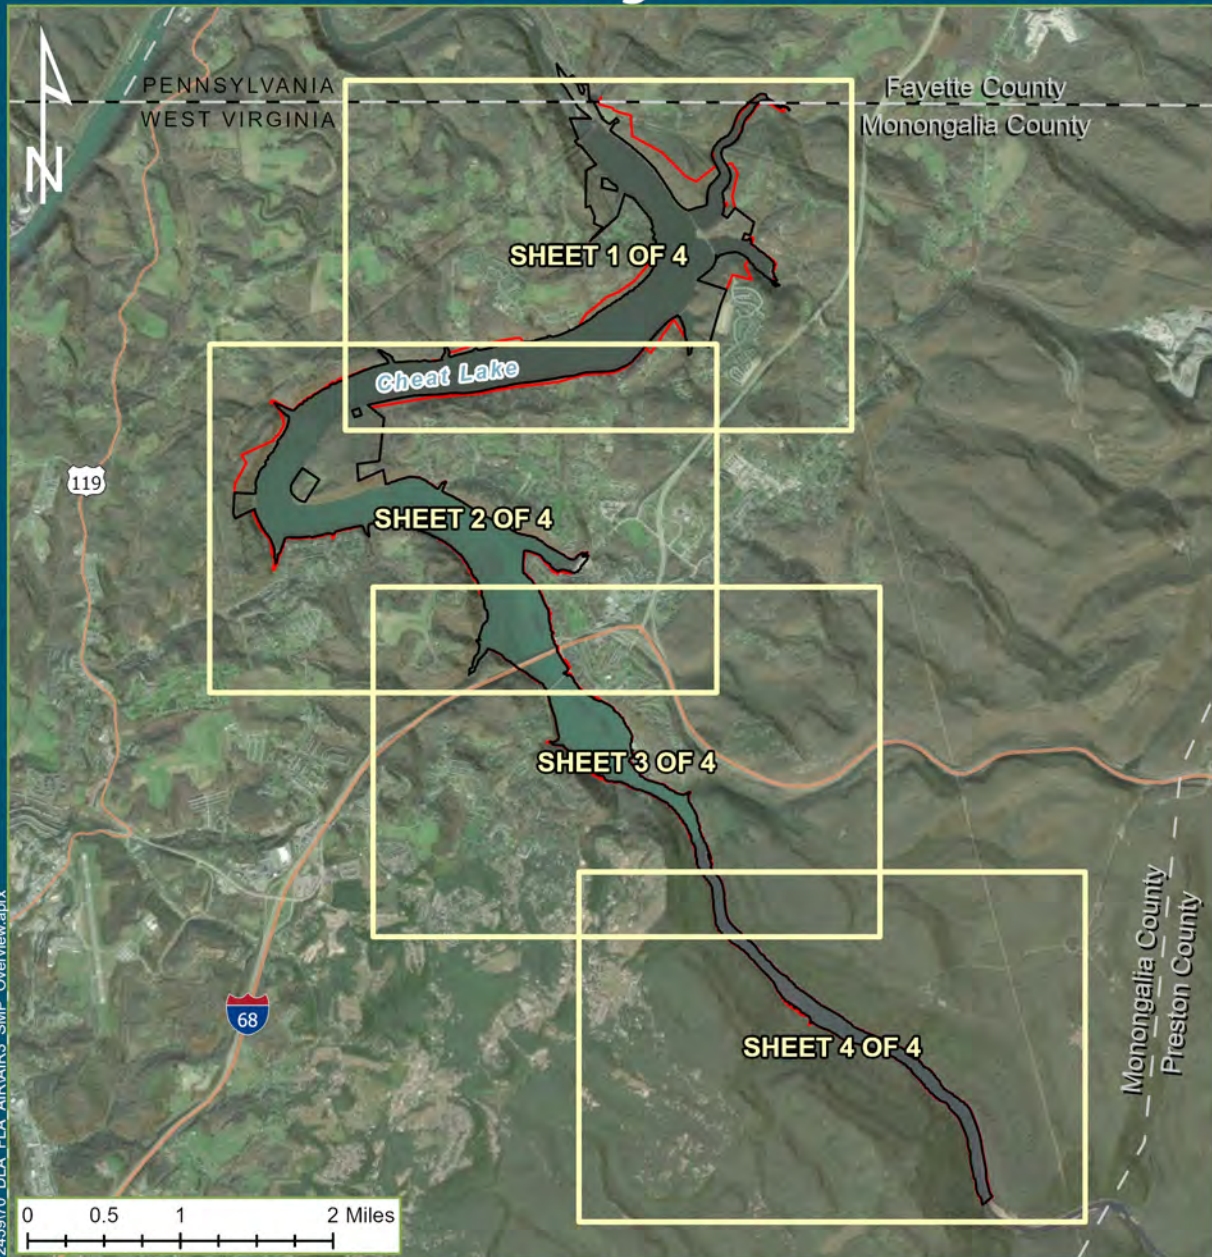 PENNSYLVANIA
WEST VIRGINIA
Fayette County
Monongalia County
N
SHEET 1 OF 4
Cheat Lake
119
SHEET 2 OF 4
SHEET 3 OF 4
Monongalia County
Preston County
68
SHEET 4 OF 4
0 0.5 1 2 Miles